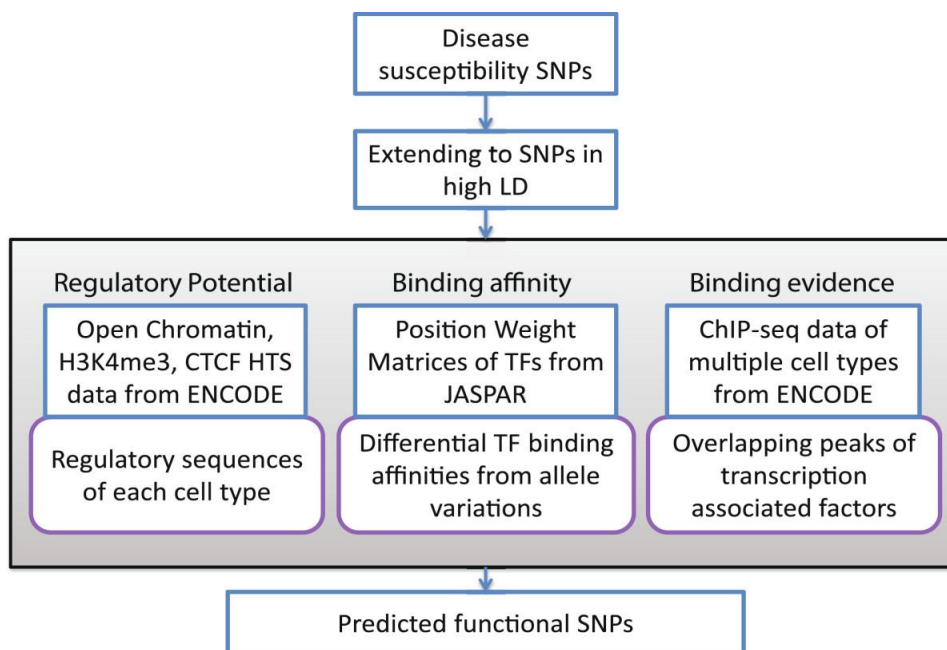 Disease
susceptibility SNPs
Extending to SNPs in
high LD
Regulatory Potential
Open Chromatin,
H3K4me3, CTCF HTS
data from ENCODE
Regulatory sequences
of each cell type
Binding affinity
Position Weight
Matrices of TFs from
JASPAR
Differential TF binding
affinities from allele
variations
Binding evidence
ChIP-seq data of
multiple cell types
from ENCODE
Overlapping peaks of
transcription
associated factors
Predicted functional SNPs